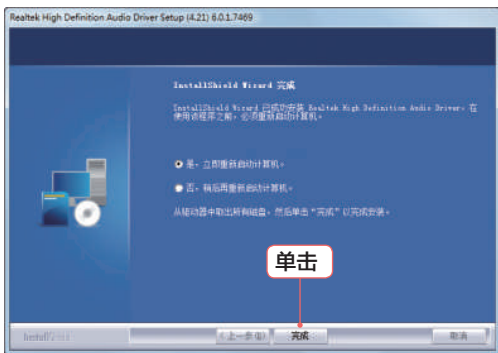 Realtek High Definition Audio Driver Setup (4.21) 6.0.1.7469
InstallShield Wizard 完成
InstallShield Wizard 已成功安装 Realtek High Definition Audio Driver。在
使用该程序之前，必须重新启动计算机。
是，立即重新启动计算机。
否，稍后再重新启动计算机。
从驱动器中取出所有磁盘，然后单击“完成”以完成安装。
单击
InstallShield
<上一步(B)
完成
取消